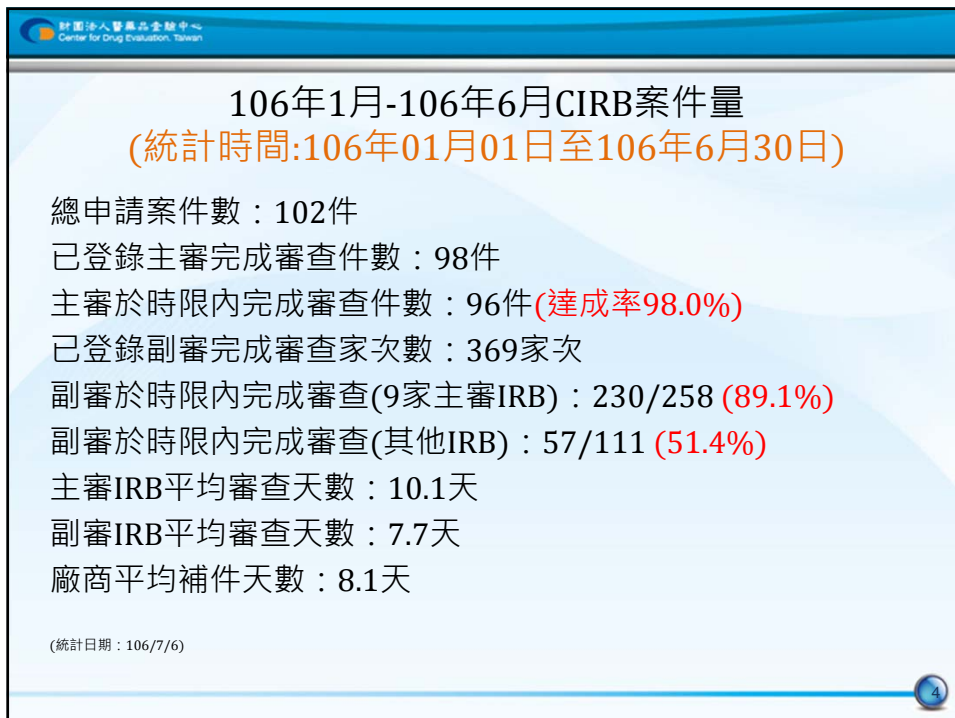 財團法人醫藥品查驗中心
Center for Drug Evaluation, Taiwan
106年1月-106年6月CIRB案件量
(統計時間:106年01月01日至106年6月30日)
總申請案件數：102件
已登錄主審完成審查件數：98件
主審於時限內完成審查件數：96件(達成率98.0%)
已登錄副審完成審查家次數：369家次
副審於時限內完成審查(9家主審IRB)：230/258 (89.1%)
副審於時限內完成審查(其他IRB)：57/111 (51.4%)
主審IRB平均審查天數：10.1天
副審IRB平均審查天數：7.7天
廠商平均補件天數：8.1天
(統計日期：106/7/6)
4